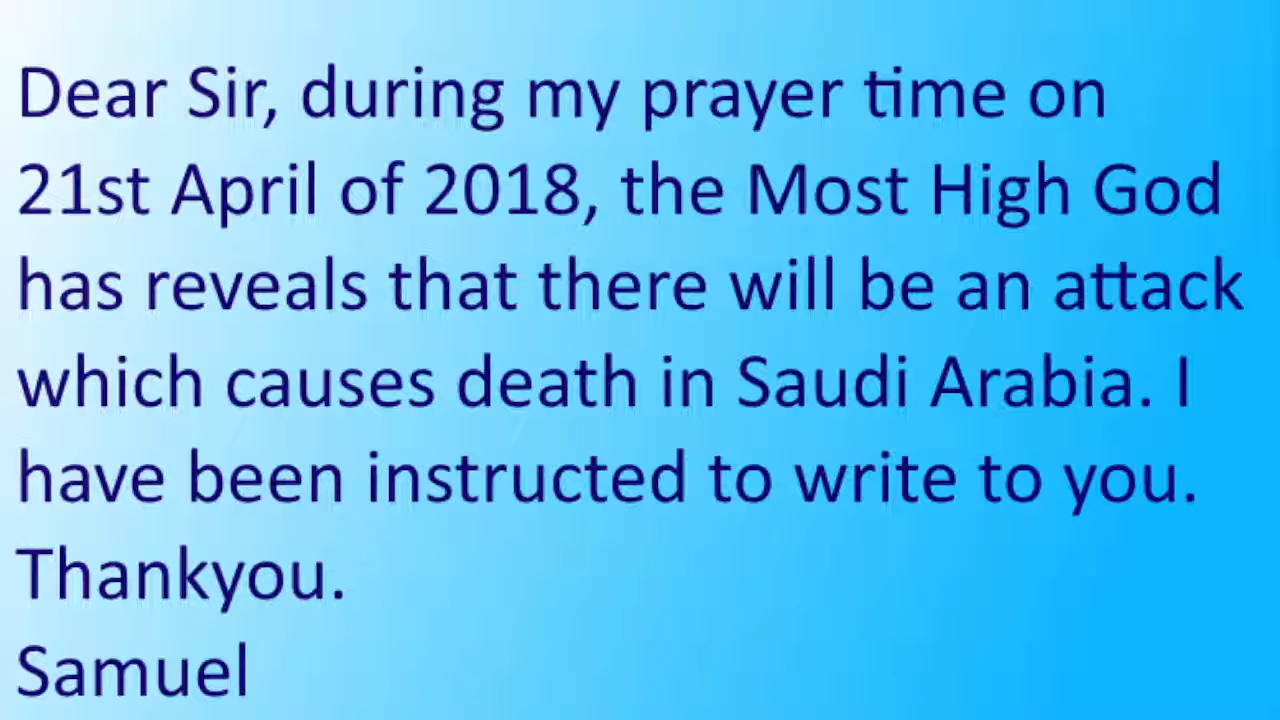 Dear Sir, during my prayer time on
21st April of 2018, the Most High God
has reveals that there will be an attack
which causes death in Saudi Arabia. I
have been instructed to write to you.
Thankyou.
Samuel